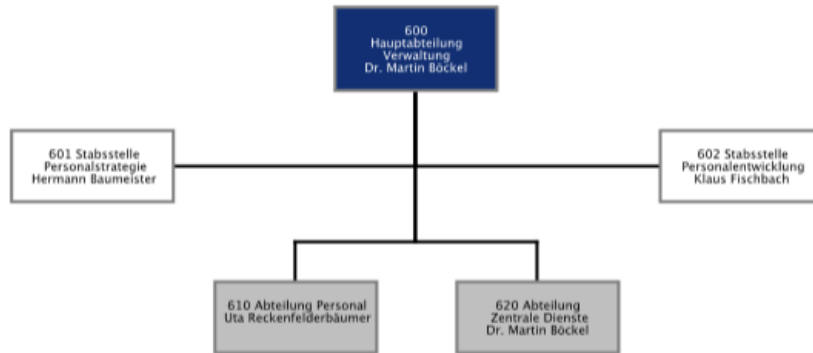 600
Hauptabteilung
Verwaltung
Dr. Martin Böckel
601 Stabsstelle
Personalstrategie
Hermann Baumeister
602 Stabsstelle
Personalentwicklung
Klaus Fischbach
610 Abteilung Personal
Uta Reckenfelderbäumer
620 Abteilung
Zentrale Dienste
Dr. Martin Böckel